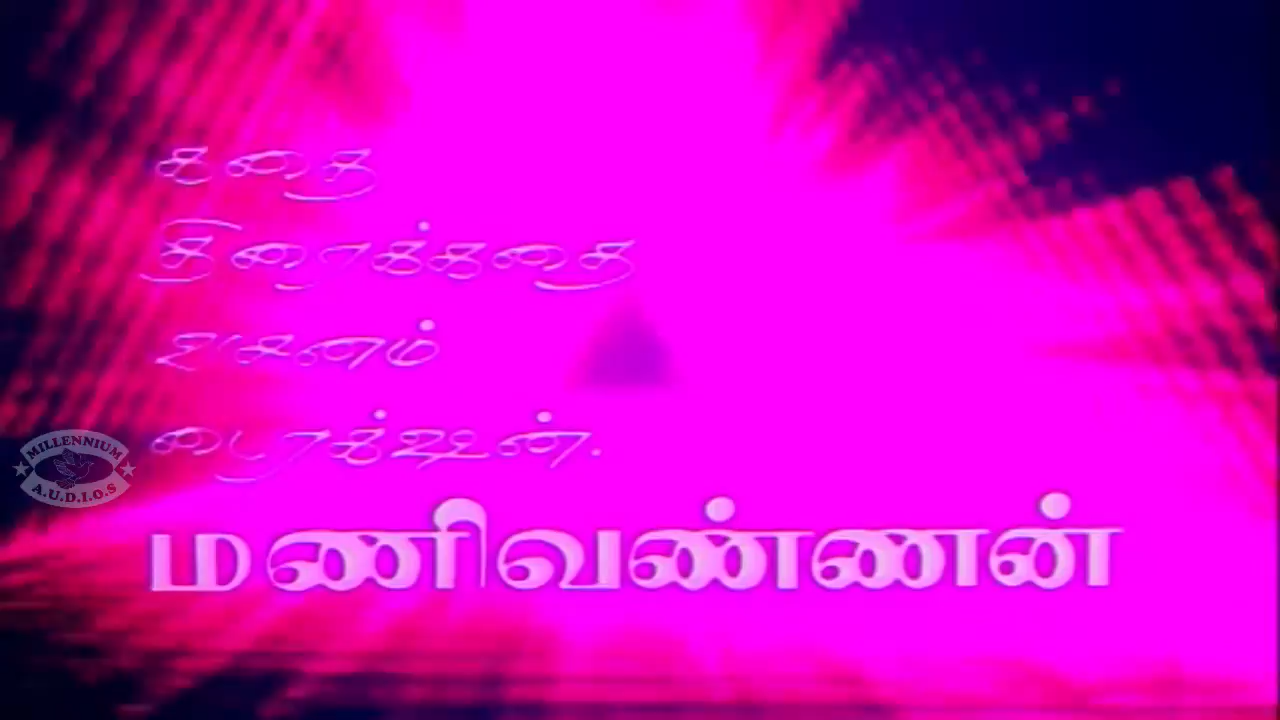 கதை
திரைக்கதை
வசனம்
டைரக்‌ஷன்.
மணிவண்ணன்
MILLENNIUM
A.U.D.I.O.S